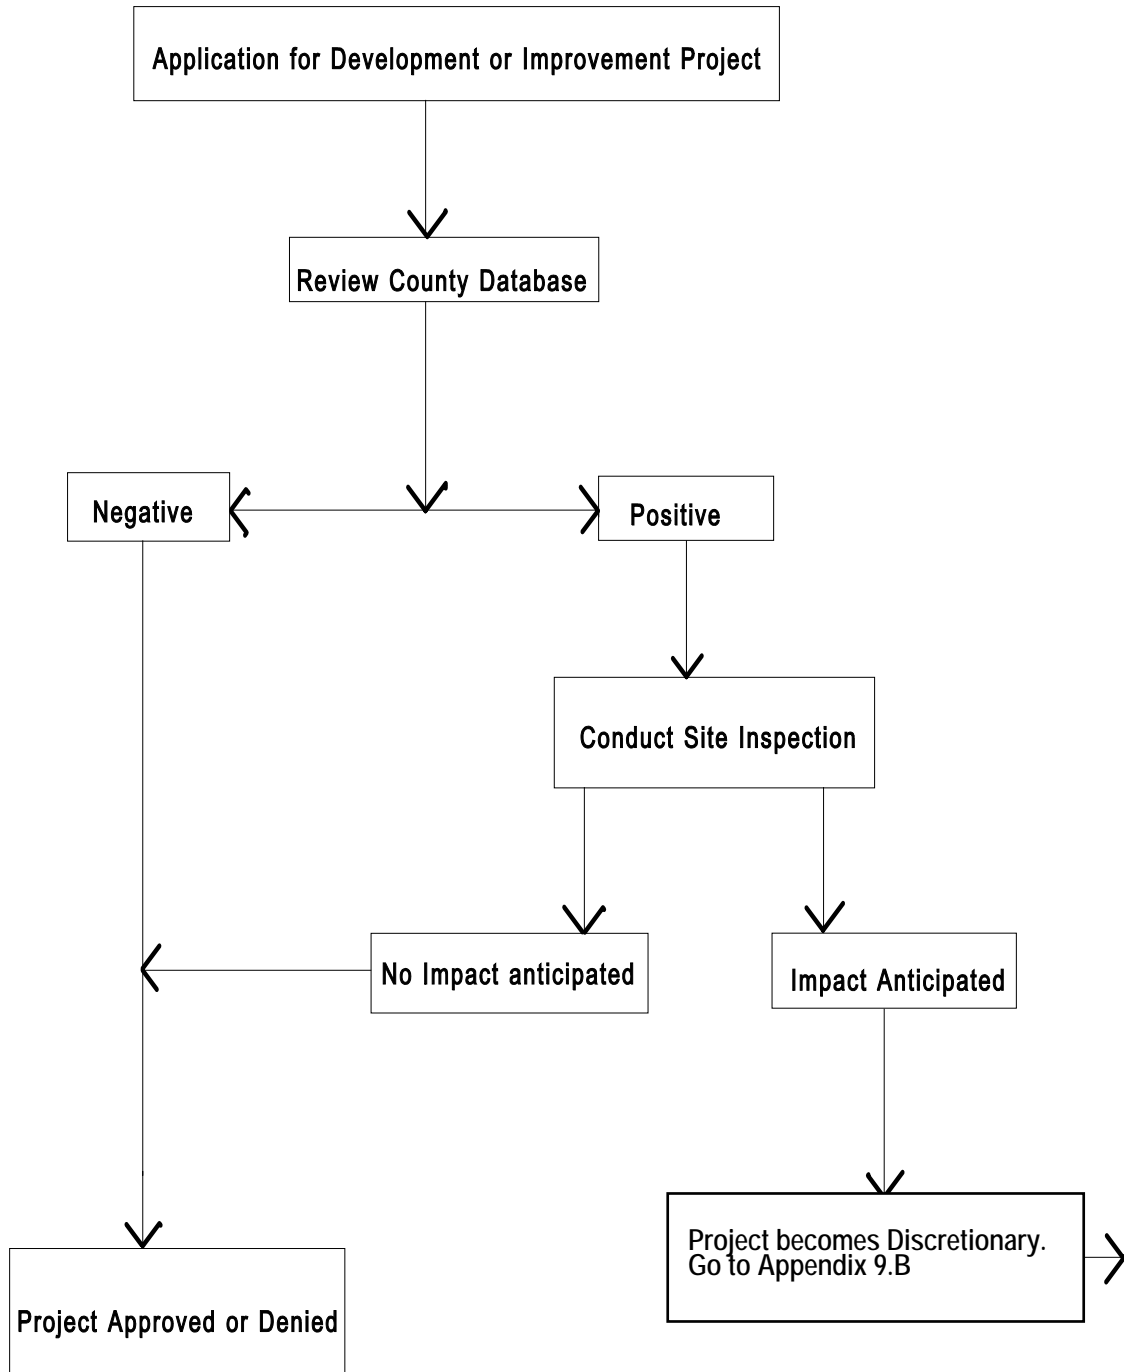 Application for Development or Improvement Project
Review County Database
Negative
Positive
Conduct Site Inspection
No Impact anticipated
Impact Anticipated
Project becomes Discretionary.
Go to Appendix 9.B
Project Approved or Denied